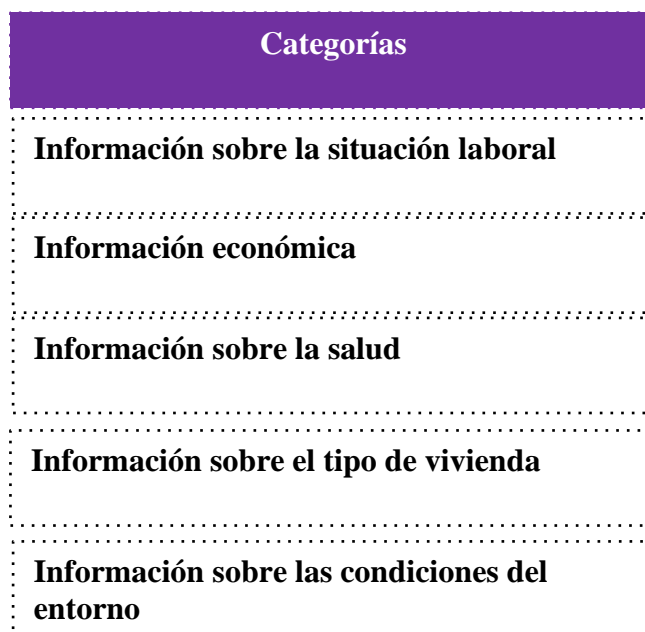 Categorías
Información sobre la situación laboral
Información económica
Información sobre la salud
Información sobre el tipo de vivienda
Información sobre las condiciones del
entorno